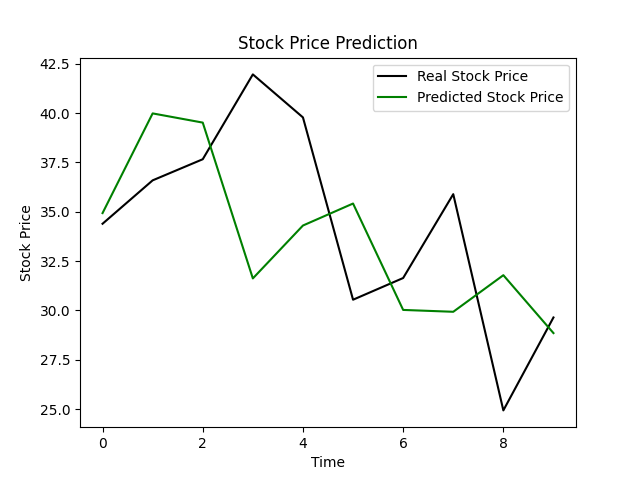 Stock Price Prediction
Real Stock Price
Predicted Stock Price
Stock Price
42.5
40.0
37.5
35.0
32.5
30.0
27.5
25.0
0
2
4
6
8
Time